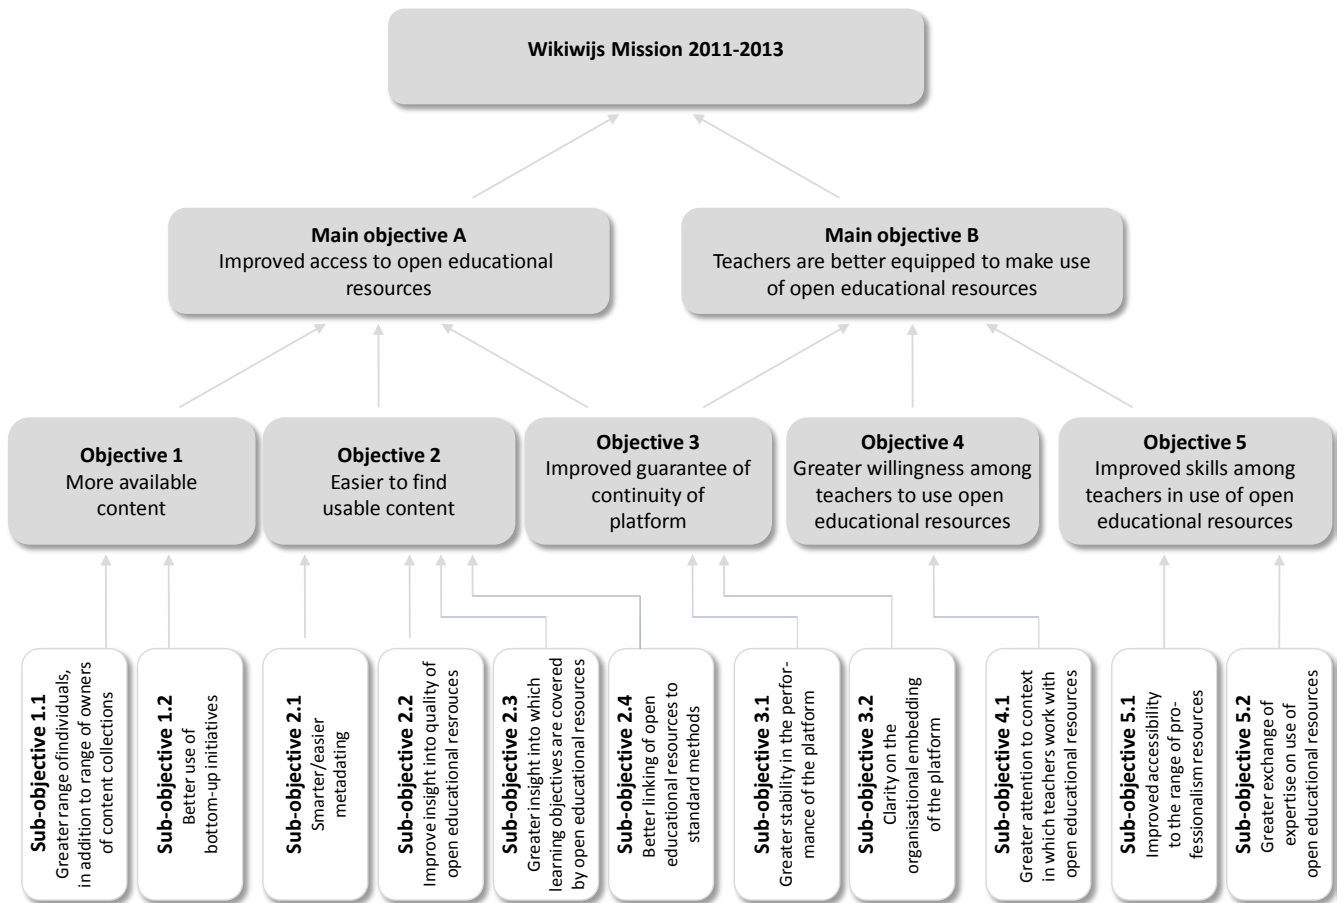 Wikiwijs Mission 2011-2013
Main objective A
Improved access to open educational
resources
Main objective B
Teachers are better equipped to make use
of open educational resources
Objective 1
More available
content
Objective 2
Easier to find
usable content
Objective 3
Improved guarantee of
continuity of
platform
Objective 4
Greater willingness among
teachers to use open
educational resources
Objective 5
Improved skills among
teachers in use of open
educational resources
Sub-objective 1.1
Greater range ofindividuals,
in addition to range of owners
of content collections
Sub-objective 1.2
Better use of
bottom-up initiatives
Sub-objective 2.1
Smarter/easier
metadating
Sub-objective 2.2
Improve insight into quality of
open educational resrouces
Sub-objective 2.3
Greater insight into which
learning objectives are covered
by open educational resources
Sub-objective 2.4
Better linking of open
educational resources to
standard methods
Sub-objective 3.1
Greater stability in the perfor-
mance of the platform
Sub-objective 3.2
Clarity on the
organisational embedding
of the platform
Sub-objective 4.1
Greater attention to context
in which teachers work with
open educational resources
Sub-objective 5.1
Improved accessibility
to the range of pro-
fessionalism resources
Sub-objective 5.2
Greater exchange of
expertise on use of
open educational resources